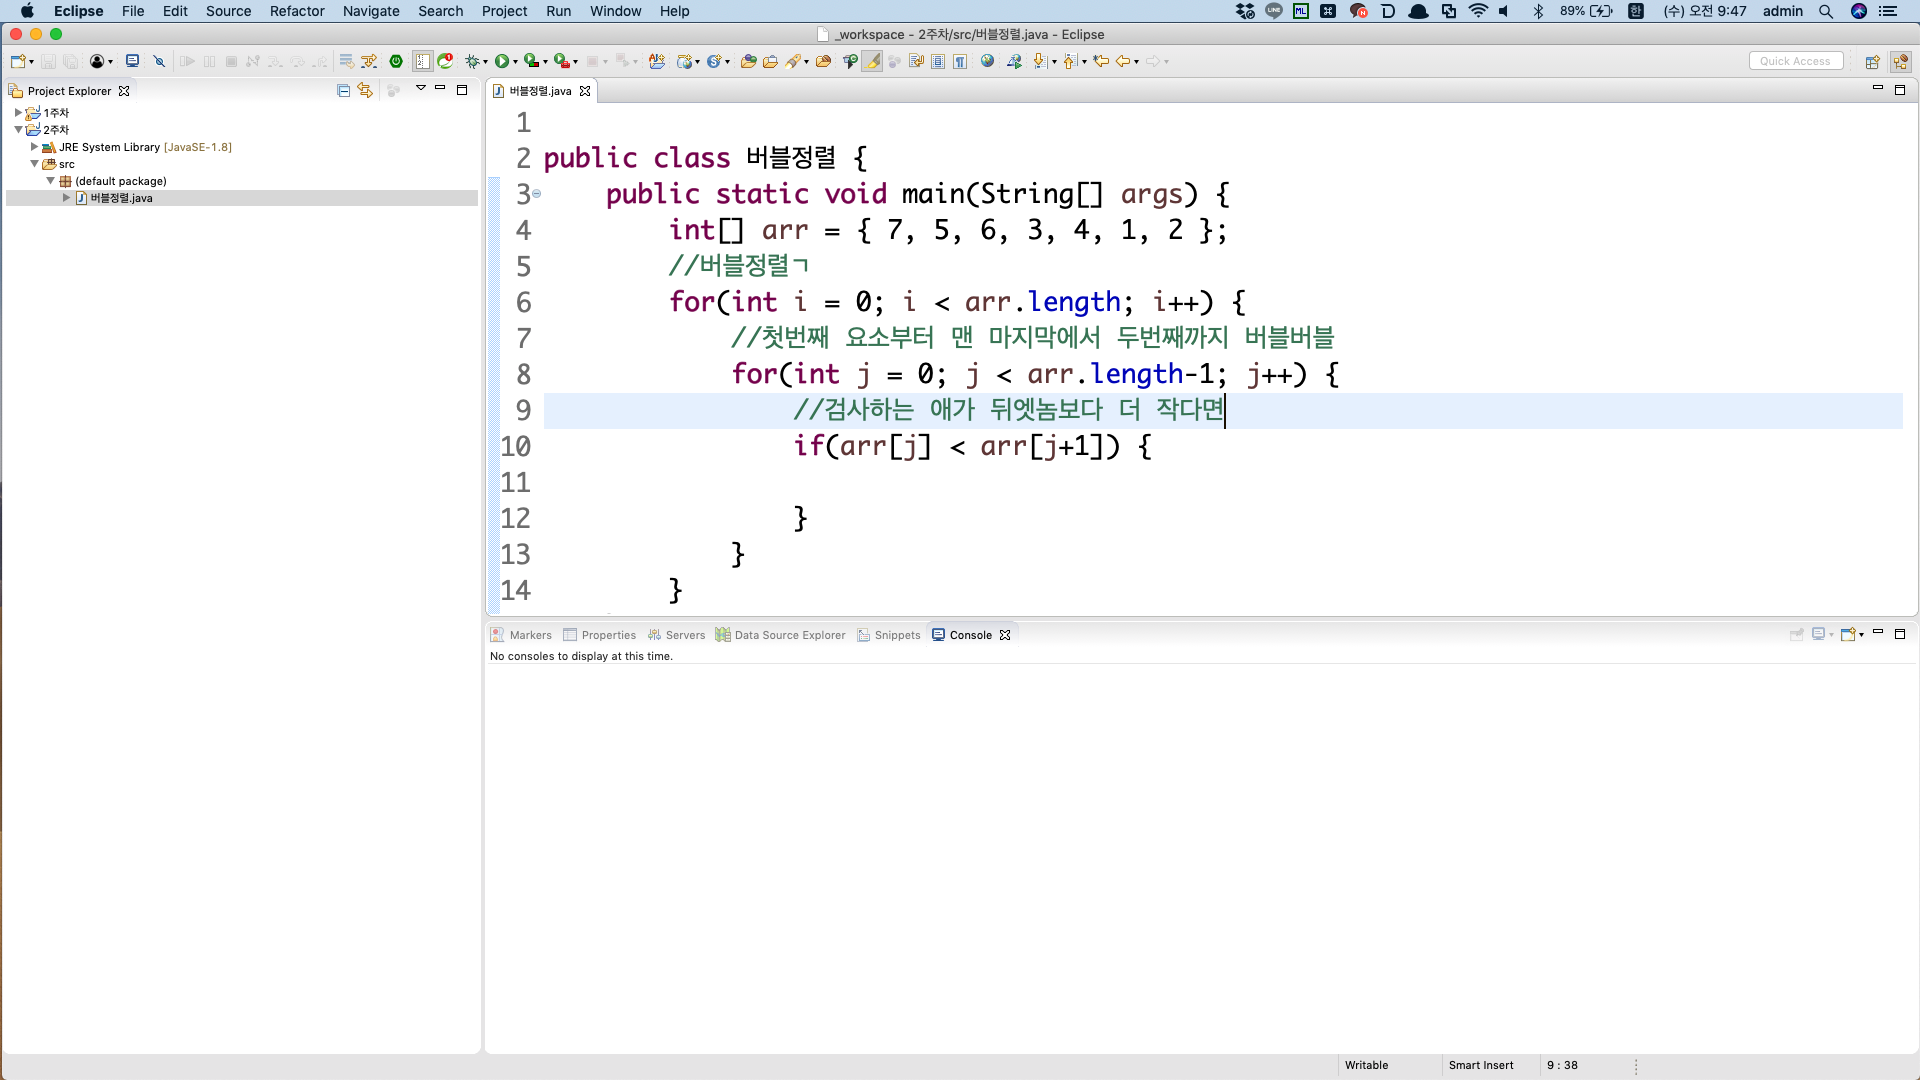 Eclipse File Edit Source Refactor Navigate Search Project Run Window Help 89% 한 (수) 오전 9:47 admin
_workspace - 2주차/src/버블정렬.java - Eclipse
Quick Access
Project Explorer
버블정렬.java
1주차
2주차
JRE System Library [JavaSE-1.8]
src
(default package)
버블정렬.java
1
2 public class 버블정렬 {
3 public static void main(String[] args) {
4 int[] arr = { 7, 5, 6, 3, 4, 1, 2 };
5 //버블정렬ㄱ
6 for(int i = 0; i < arr.length; i++) {
7 //첫번째 요소부터 맨 마지막에서 두번째까지 버블버블
8 for(int j = 0; j < arr.length-1; j++) {
9 //검사하는 애가 뒤엣놈보다 더 작다면
10 if(arr[j] < arr[j+1]) {
11
12 }
13 }
14 }
Markers Properties Servers Data Source Explorer Snippets Console
No consoles to display at this time.
Writable Smart Insert 9 : 38